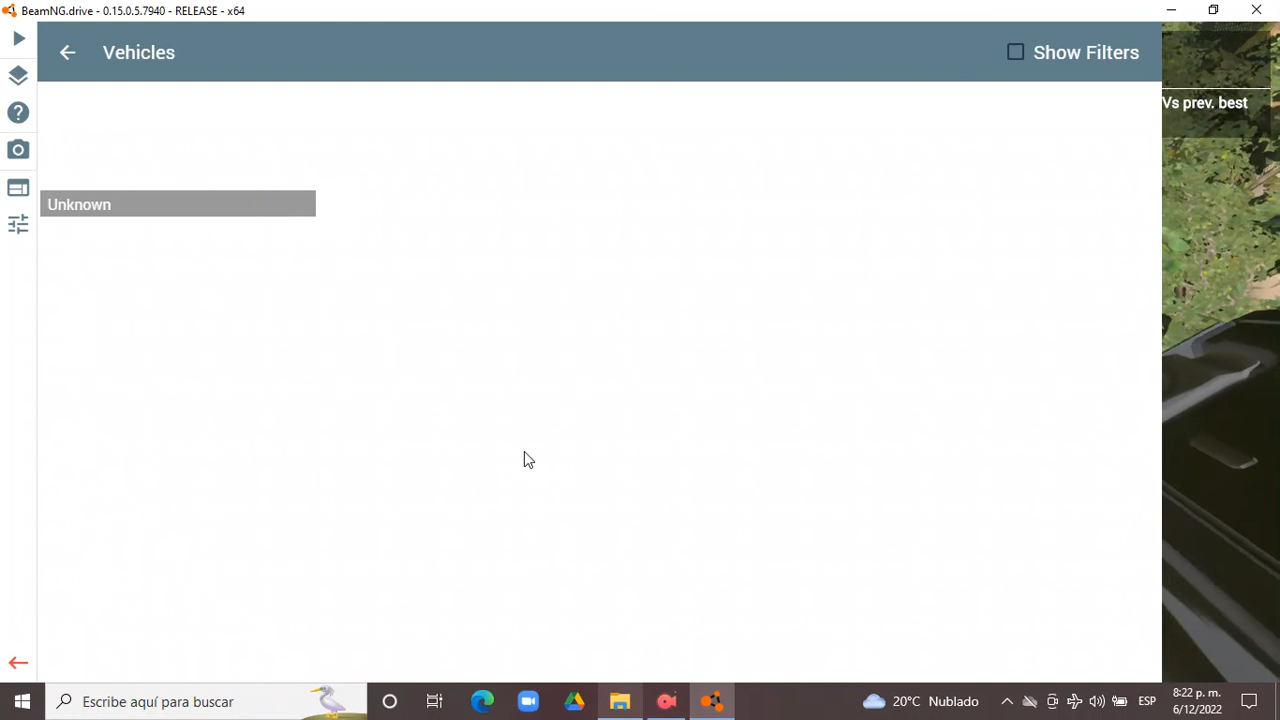 BeamNG.drive - 0.15.0.5.7940 - RELEASE - x64
Vehicles
Show Filters
Vs prev. best
Unknown
Escribe aquí para buscar
20°C Nublado
ESP
8:22 p. m.
6/12/2022